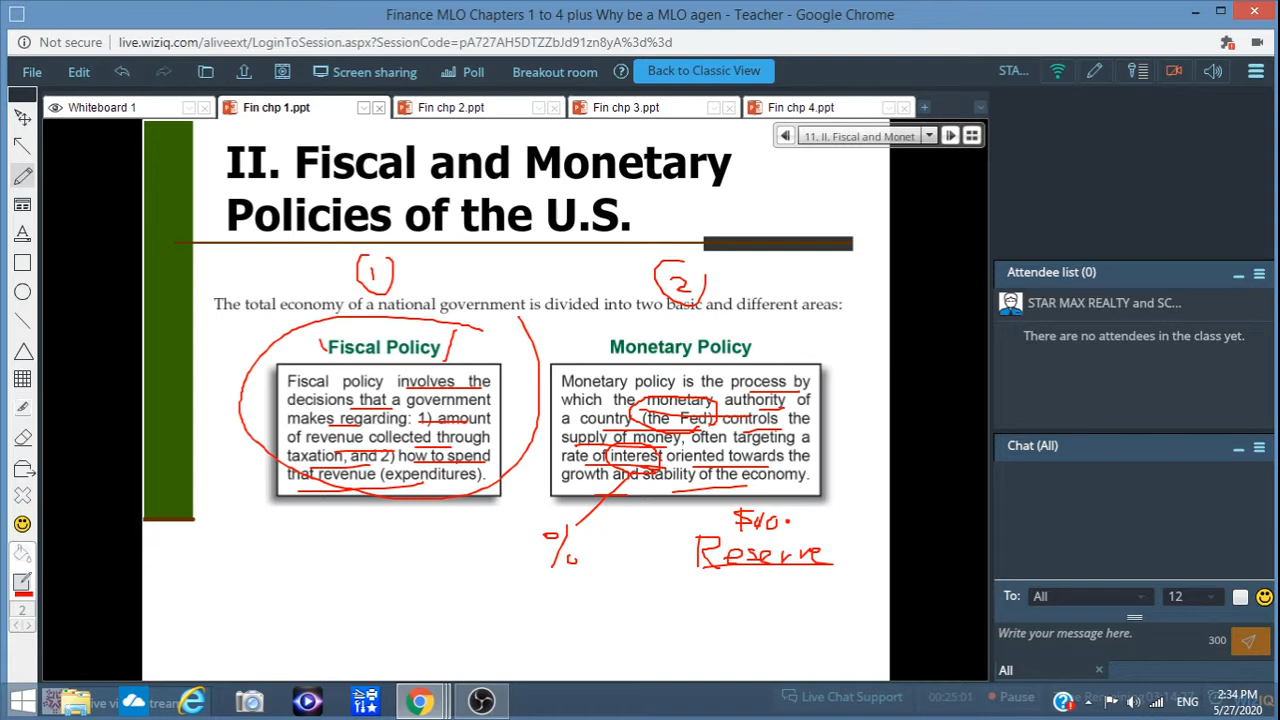 Finance MLO Chapters 1 to 4 plus Why be a MLO agen - Teacher - Google Chrome
Not secure | live.wiziq.com/aliveext/LoginToSession.aspx?SessionCode=pA727AH5DTZZbJd91zn8yA%3d%3d
File Edit Screen sharing Poll Breakout room ? Back to Classic View STA...
Whiteboard 1 Fin chp 1.ppt Fin chp 2.ppt Fin chp 3.ppt Fin chp 4.ppt
11. II. Fiscal and Monet
II. Fiscal and Monetary
Policies of the U.S.
1 2
The total economy of a national government is divided into two basic and different areas:
Fiscal Policy
Fiscal policy involves the
decisions that a government
makes regarding: 1) amount
of revenue collected through
taxation, and 2) how to spend
that revenue (expenditures).
Monetary Policy
Monetary policy is the process by
which the monetary authority of
a country (the Fed) controls the
supply of money, often targeting a
rate of interest oriented towards the
growth and stability of the economy.
%
Reserve
2
Attendee list (0)
STAR MAX REALTY and SC...
There are no attendees in the class yet.
Chat (All)
To: All 12
Write your message here. 300
All
Live Chat Support 00:25:01 Pause
ENG
2:34 PM
5/27/2020